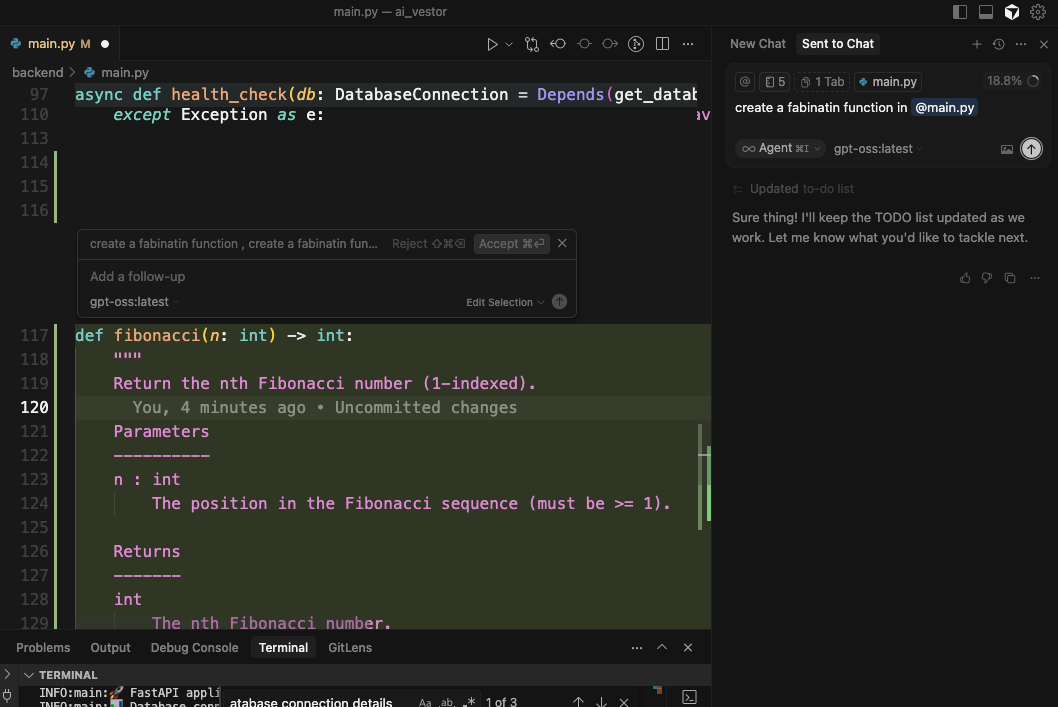 main.py — ai_vestor
main.py M
backend > main.py
97 async def health_check(db: DatabaseConnection = Depends(get_datab
110 except Exception as e:
av
113
114
115
116
create a fabinatin function , create a fabinatin fun... Reject ⇧⌘⌫ Accept ⌘⏎
Add a follow-up
gpt-oss:latest
Edit Selection
117 def fibonacci(n: int) -> int:
118 """
119 Return the nth Fibonacci number (1-indexed).
120 You, 4 minutes ago • Uncommitted changes
121 Parameters
122 ----------
123 n : int
124 The position in the Fibonacci sequence (must be >= 1).
125
126 Returns
127 -------
128 int
129 The nth Fibonacci number.
Problems Output Debug Console Terminal GitLens
TERMINAL
INFO:main:🚀 FastAPI appli
INFO:main: Database conn
atabase connection details Aa ab 1 of 3
New Chat Sent to Chat
@ 5 1 Tab main.py 18.8%
create a fabinatin function in @main.py
∞ Agent ⌘I gpt-oss:latest
Updated to-do list
Sure thing! I'll keep the TODO list updated as we
work. Let me know what you'd like to tackle next.